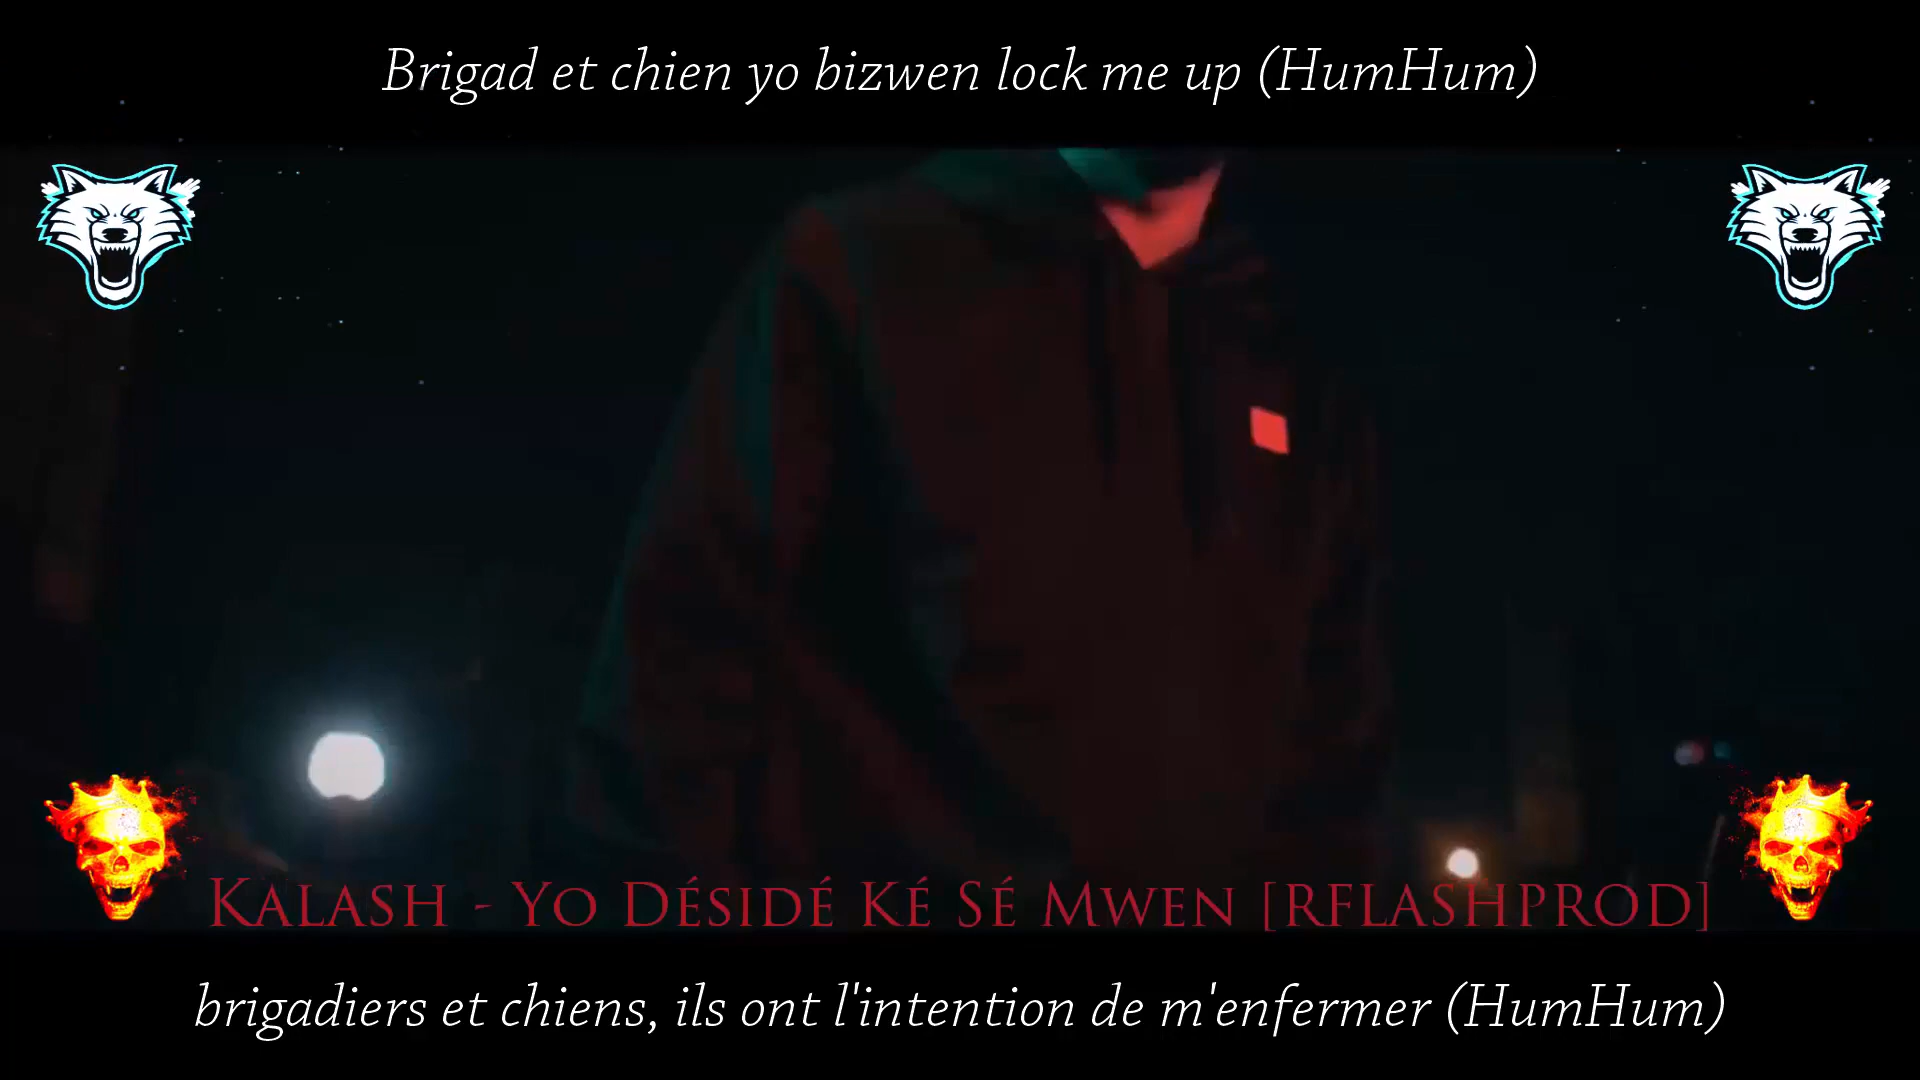 Brigad et chien yo bizwen lock me up (HumHum)
Kalash - Yo Désidé Ké Sé Mwen [RFLASHPROD]
brigadiers et chiens, ils ont l'intention de m'enfermer (HumHum)